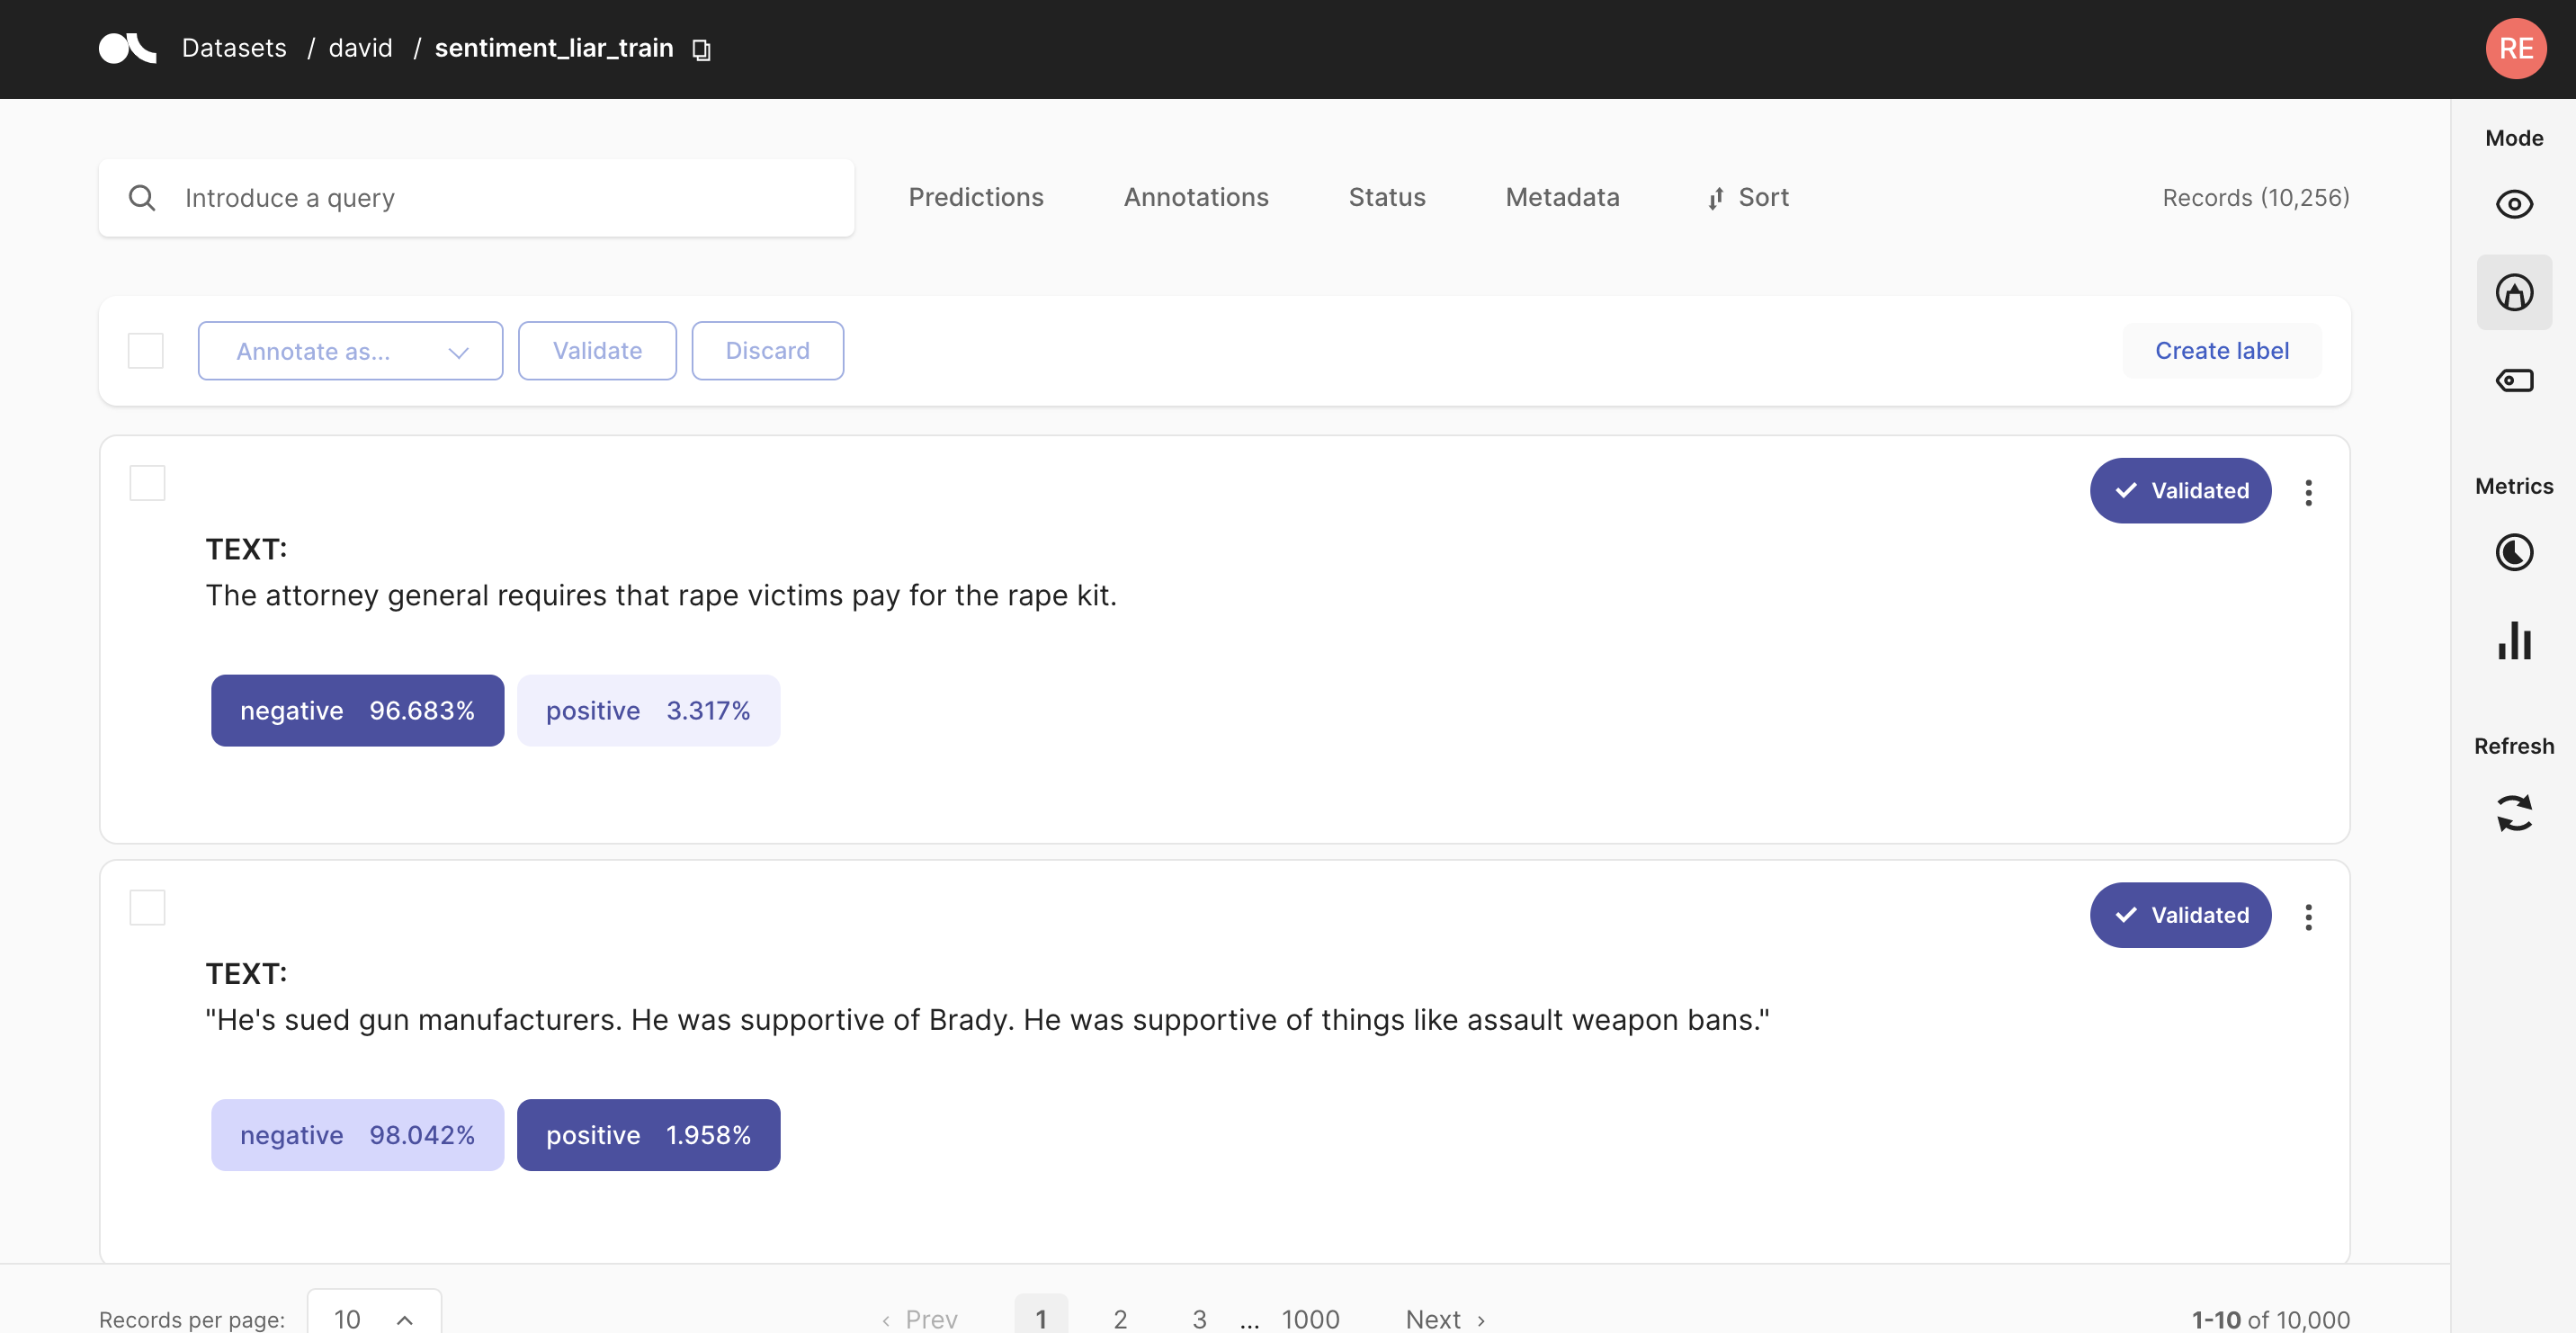 Datasets / david / sentiment_liar_train
RE
Mode
Introduce a query
Predictions
Annotations
Status
Metadata
Sort
Records (10,256)
Annotate as...
Validate
Discard
Create label
Validated
Metrics
TEXT:
The attorney general requires that rape victims pay for the rape kit.
negative 96.683%
positive 3.317%
Refresh
Validated
TEXT:
"He's sued gun manufacturers. He was supportive of Brady. He was supportive of things like assault weapon bans."
negative 98.042%
positive 1.958%
Records per page: 10
‹ Prev 1 2 3 ... 1000 Next ›
1-10 of 10,000